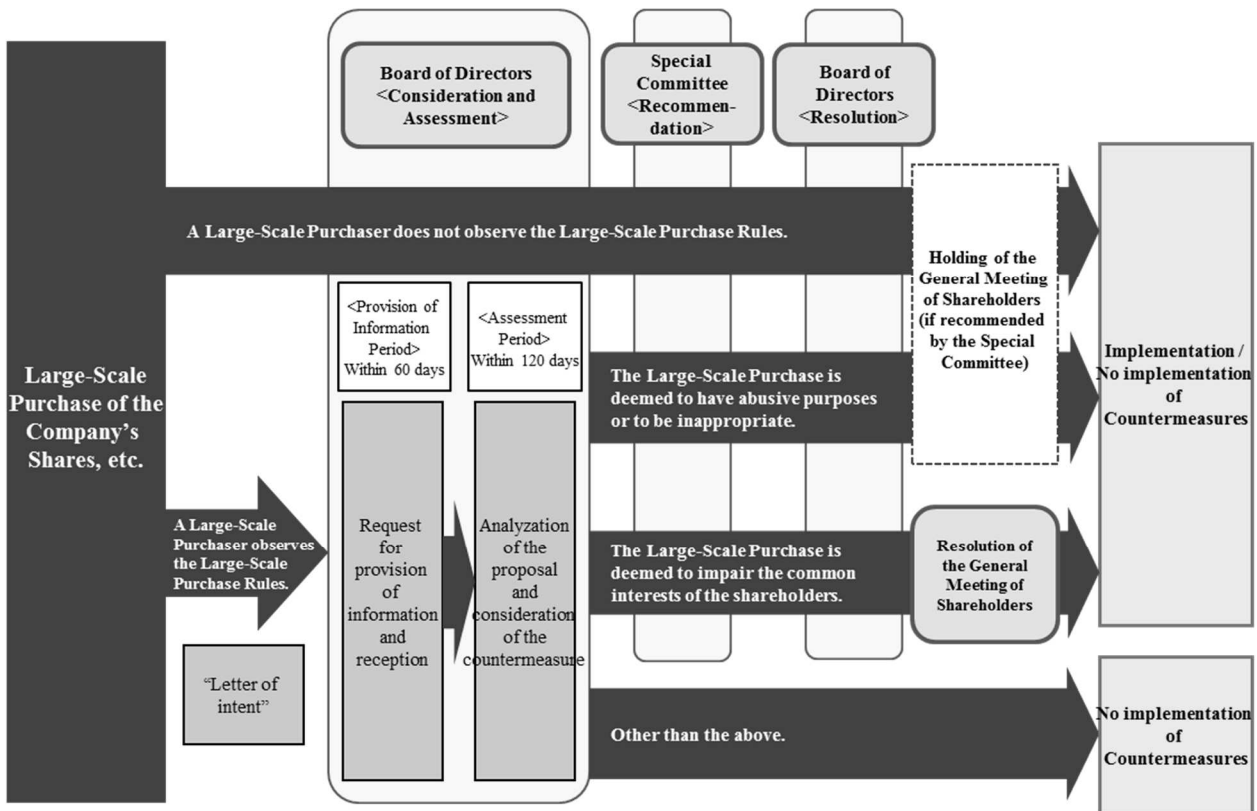 Board of Directors
<Consideration and
Assessment>
Special
Committee
<Recommen-
dation>
Board of
Directors
<Resolution>
A Large-Scale Purchaser does not observe the Large-Scale Purchase Rules.
Holding of the
General Meeting
of Shareholders
(if recommended
by the Special
Committee)
<Provision of
Information
Period>
Within 60 days
<Assessment
Period>
Within 120 days
Large-Scale
Purchase of the
Company’s
Shares, etc.
The Large-Scale Purchase is
deemed to have abusive purposes
or to be inappropriate.
Implementation /
No implementation
of
Countermeasures
A Large-Scale
Purchaser observes
the Large-Scale
Purchase Rules.
Request
for
provision
of
information
and
reception
Analyzation
of the
proposal
and
consideration
of the
countermeasure
The Large-Scale Purchase is
deemed to impair the common
interests of the shareholders.
Resolution of
the General
Meeting of
Shareholders
“Letter of
intent”
Other than the above.
No implementation
of
Countermeasures